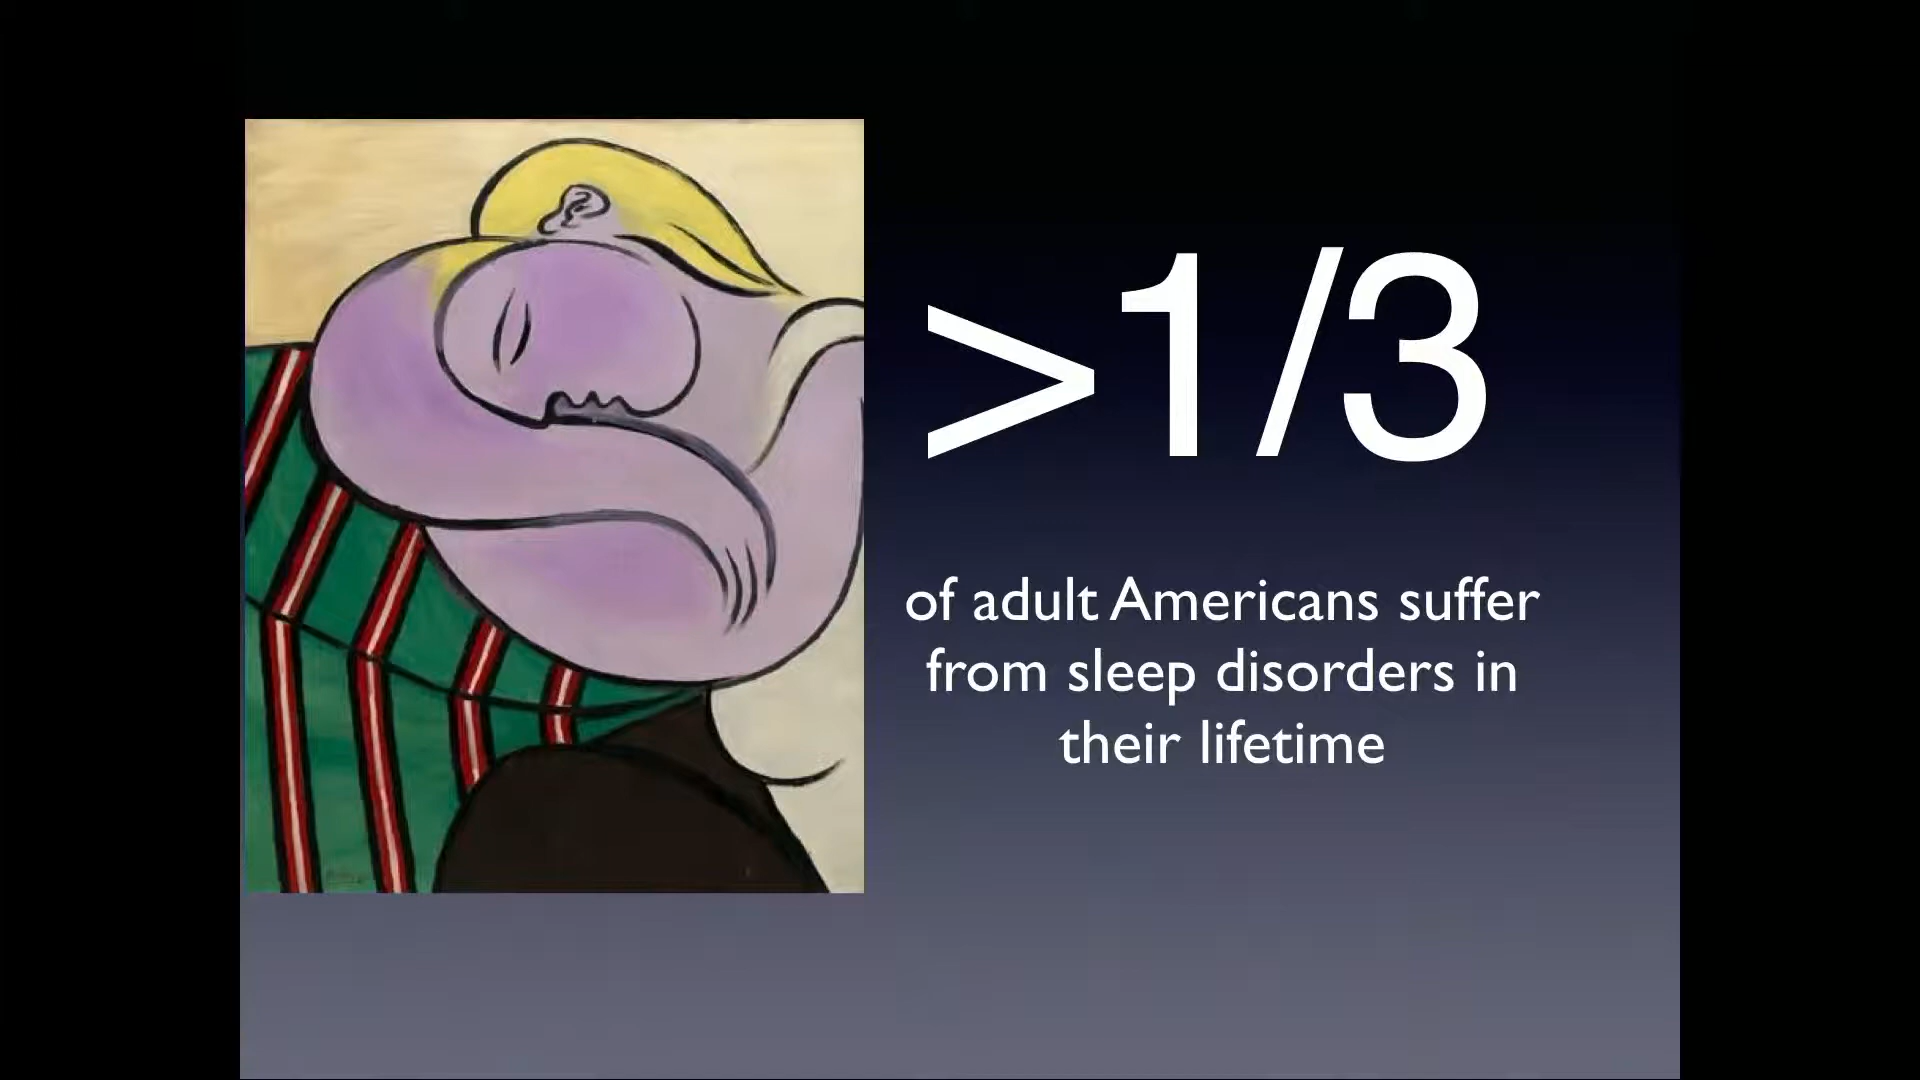 >1/3
of adult Americans suffer
from sleep disorders in
their lifetime